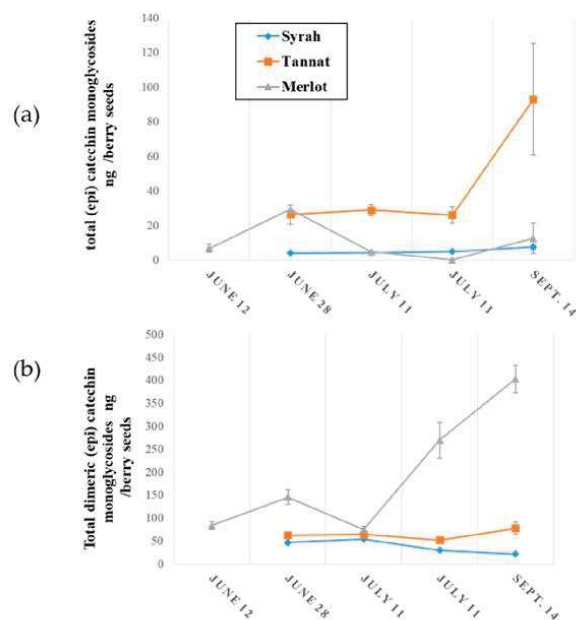 (a)
total (epi) catechin monoglycosides
ng /berry seeds
140
120
100
80
60
40
20
0
Syrah
Tannat
Merlot
JUNE 12
JUNE 28
JULY 11
JULY 11
SEPT. 14
(b)
Total dimeric (epi) catechin
monoglycosides ng
/berry seeds
500
450
400
350
300
250
200
150
100
50
0
JUNE 12
JUNE 28
JULY 11
JULY 11
SEPT. 14